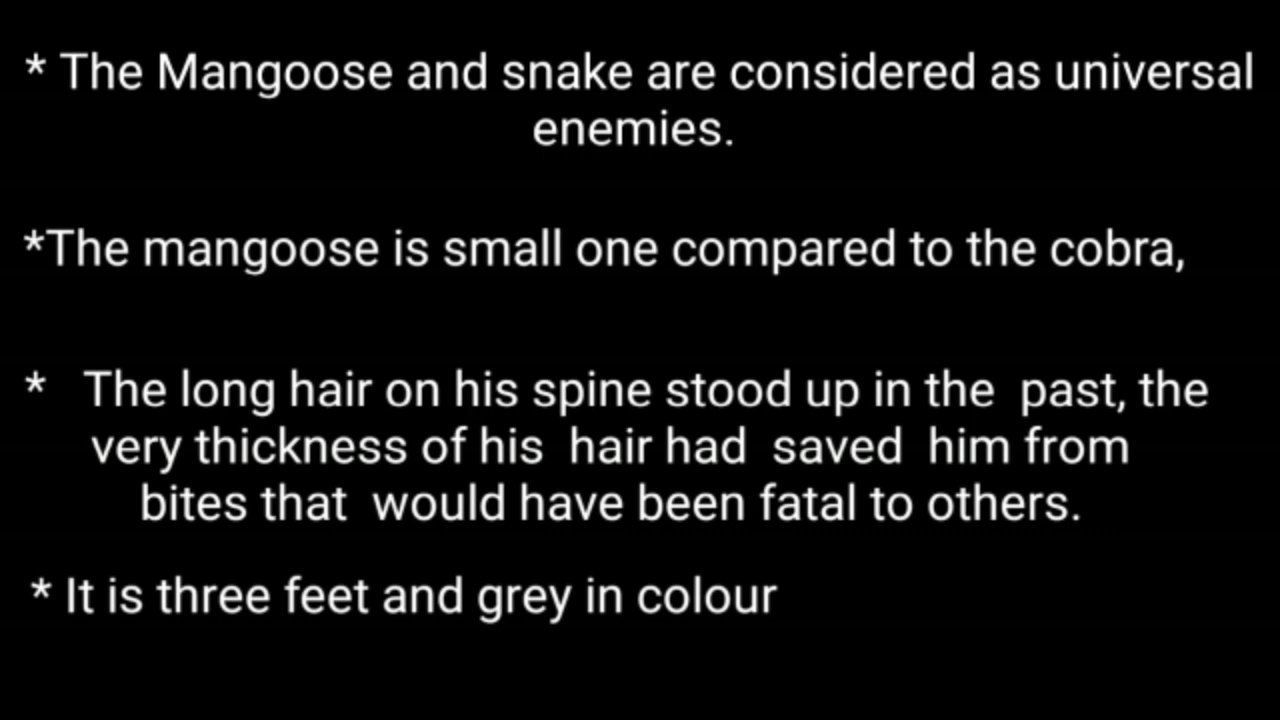 * The Mangoose and snake are considered as universal
enemies.
*The mangoose is small one compared to the cobra,
* The long hair on his spine stood up in the past, the
very thickness of his hair had saved him from
bites that would have been fatal to others.
* It is three feet and grey in colour